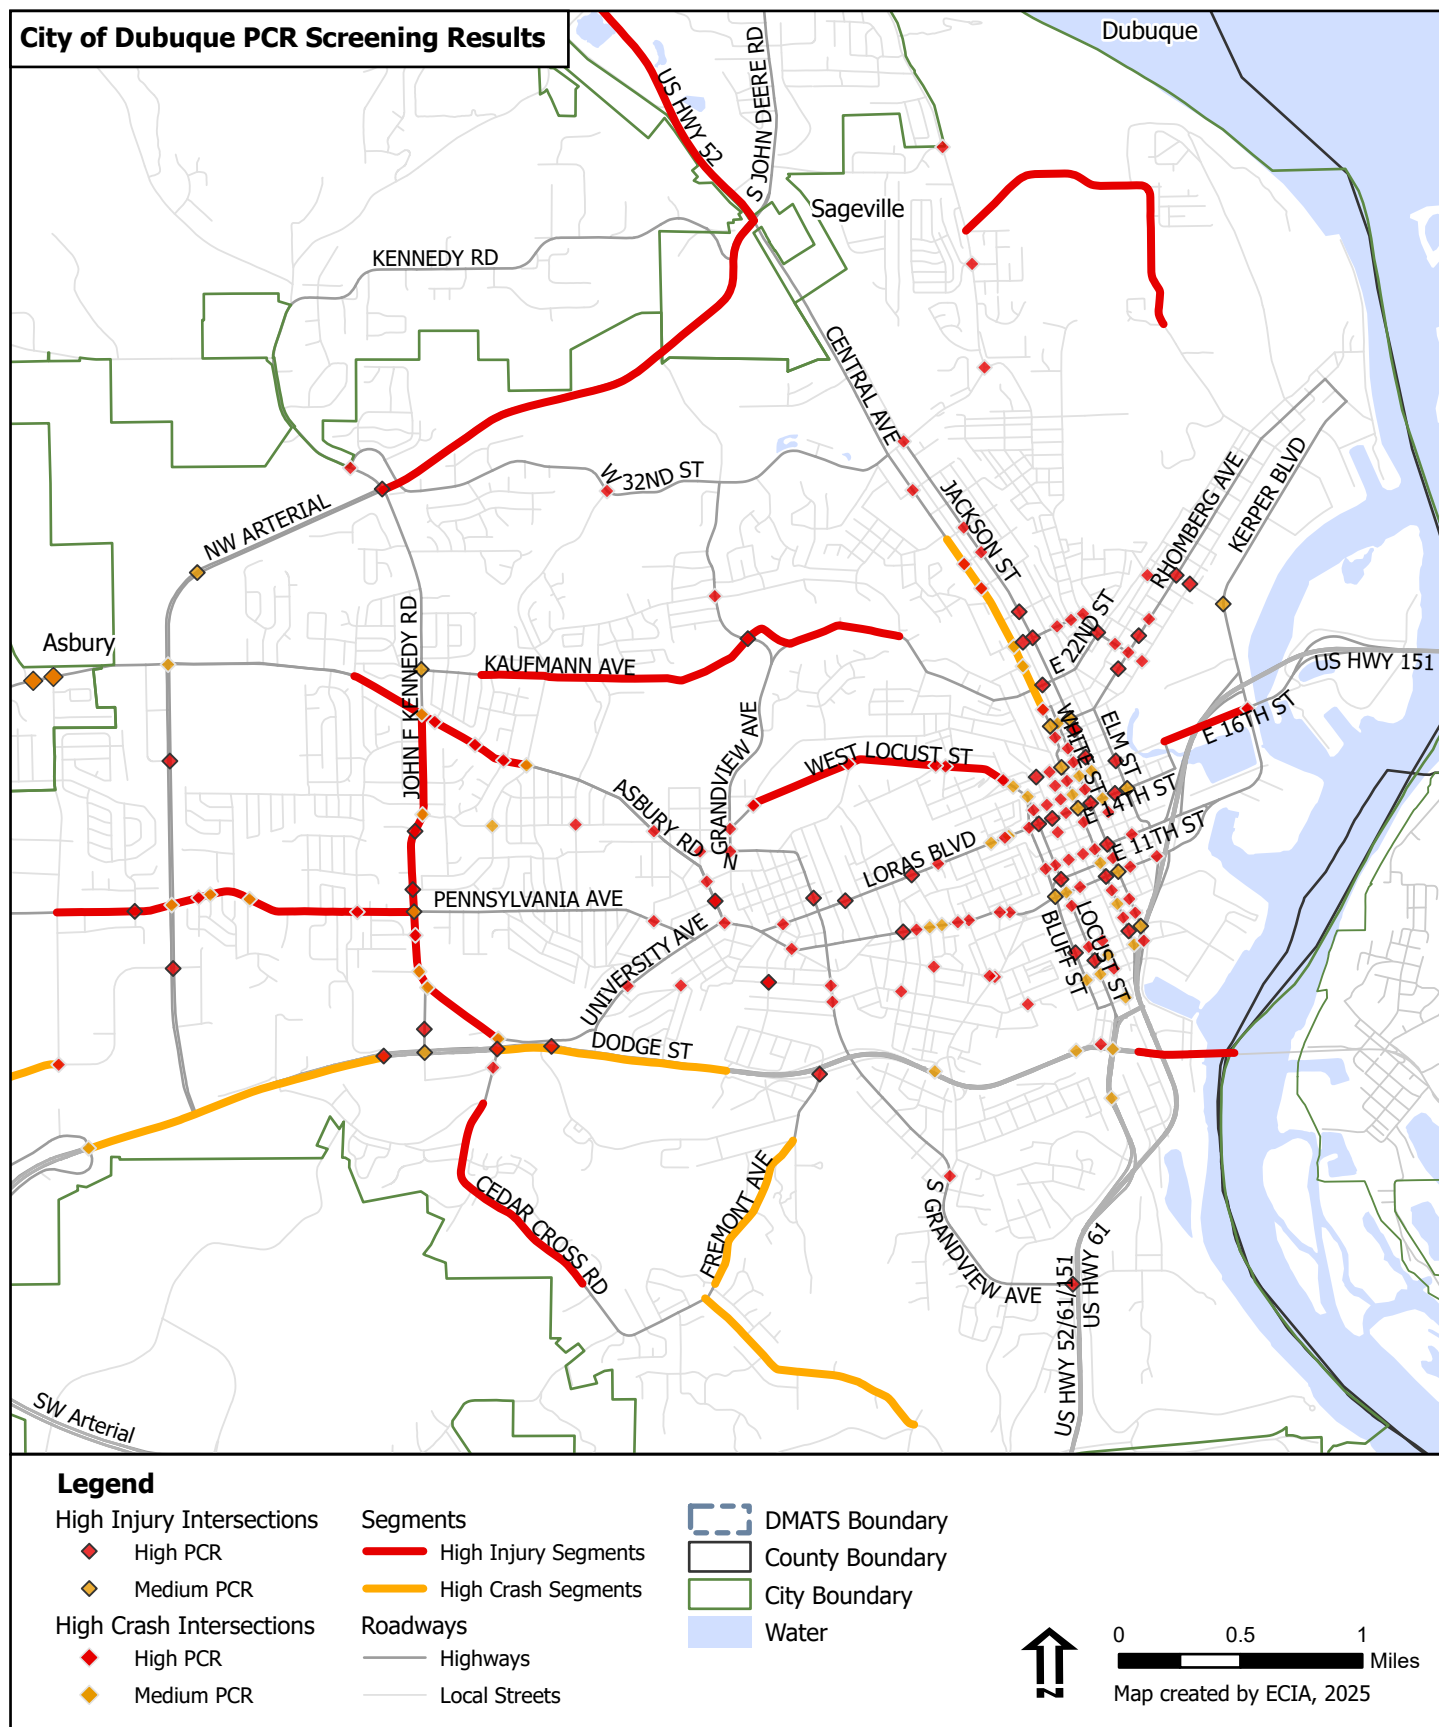 City of Dubuque PCR Screening Results
Dubuque
US HWY 52
S JOHN DEERE RD
Sageville
KENNEDY RD
CENTRAL AVE
W 32ND ST
NW ARTERIAL
JACKSON ST
RHOMBERG AVE
KERPER BLVD
JOHN F KENNEDY RD
Asbury
KAUFMANN AVE
E 22ND ST
US HWY 151
GRANDVIEW AVE
N
WEST LOCUST ST
WHITE ST
ELM ST
E 16TH ST
ASBURY RD
E 14TH ST
E 11TH ST
LORAS BLVD
PENNSYLVANIA AVE
UNIVERSITY AVE
BLUFF ST
LOCUST ST
DODGE ST
CEDAR CROSS RD
FREMONT AVE
S GRANDVIEW AVE
US HWY 52/61/151
US HWY 61
SW Arterial
Legend
High Injury Intersections
High PCR
Medium PCR
High Crash Intersections
High PCR
Medium PCR
Segments
High Injury Segments
High Crash Segments
Roadways
Highways
Local Streets
DMATS Boundary
County Boundary
City Boundary
Water
N
0 0.5 1
Miles
Map created by ECIA, 2025